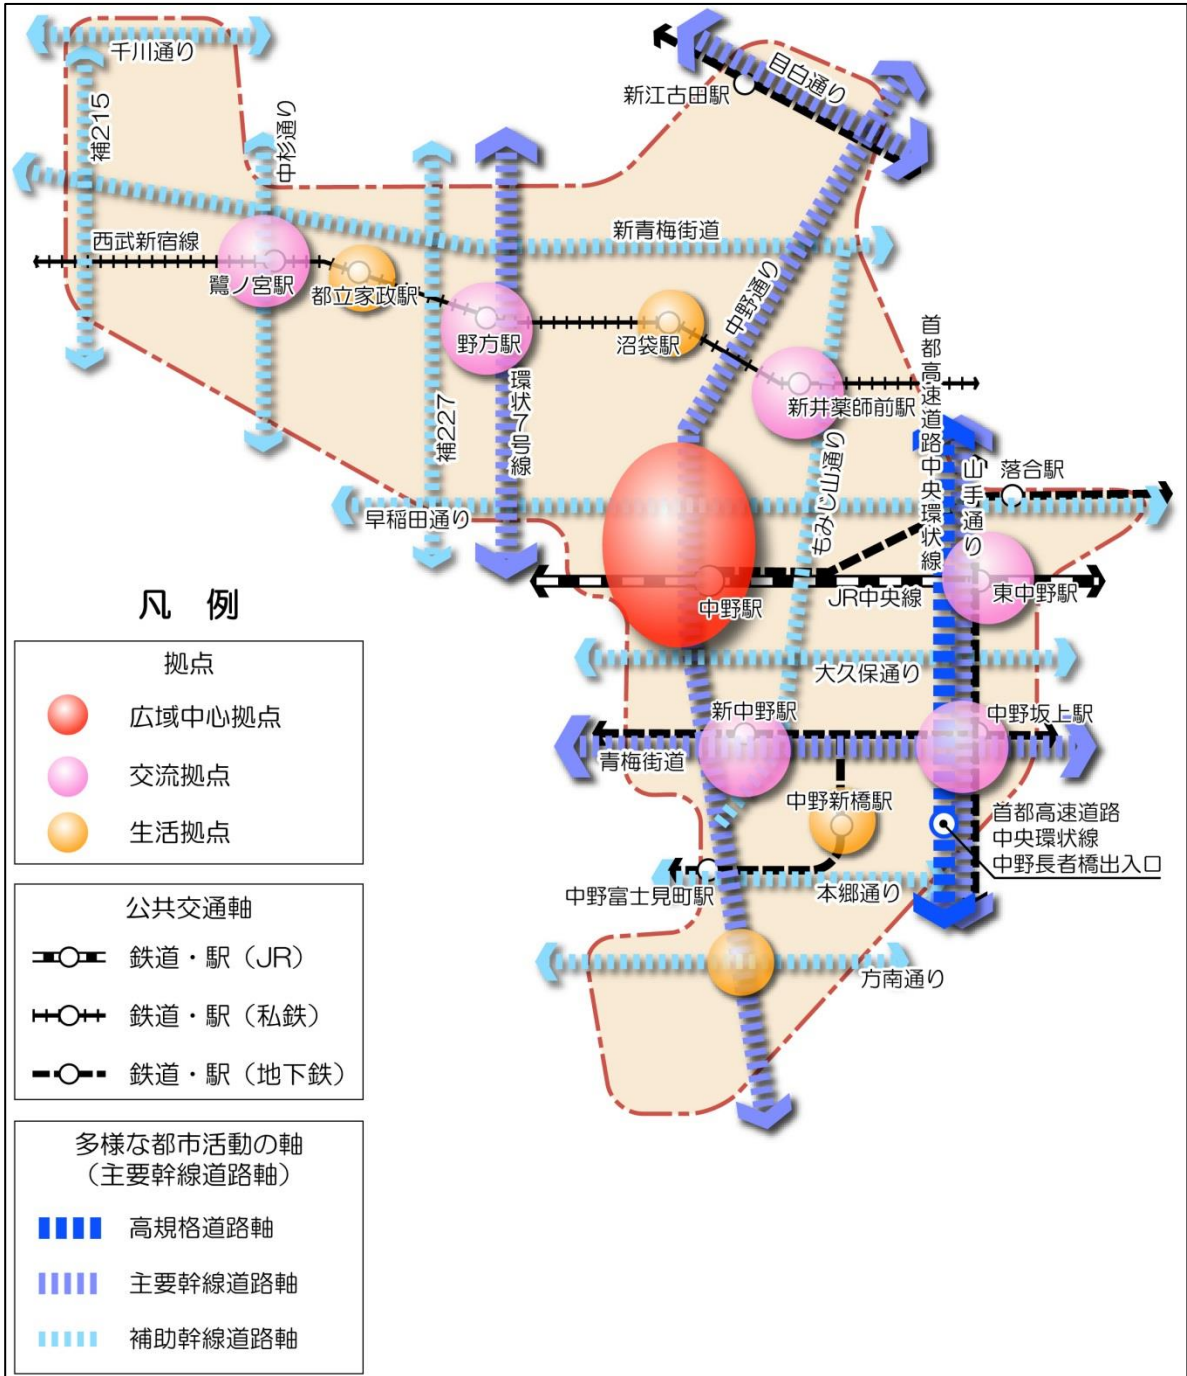 千川通り
補215
中杉通り
新江古田駅
目白通り
西武新宿線
鷺ノ宮駅
都立家政駅
新青梅街道
中野通り
野方駅
沼袋駅
新井薬師前駅
首都高速道路中央環状線
補227
環状7号線
もみじ山通り
山手通り
落合駅
早稲田通り
中野駅
JR中央線
東中野駅
大久保通り
新中野駅
中野坂上駅
青梅街道
中野新橋駅
首都高速道路
中央環状線
中野長者橋出入口
中野富士見町駅
本郷通り
方南通り
凡 例
拠点
広域中心拠点
交流拠点
生活拠点
公共交通軸
鉄道・駅（JR）
鉄道・駅（私鉄）
鉄道・駅（地下鉄）
多様な都市活動の軸
（主要幹線道路軸）
高規格道路軸
主要幹線道路軸
補助幹線道路軸